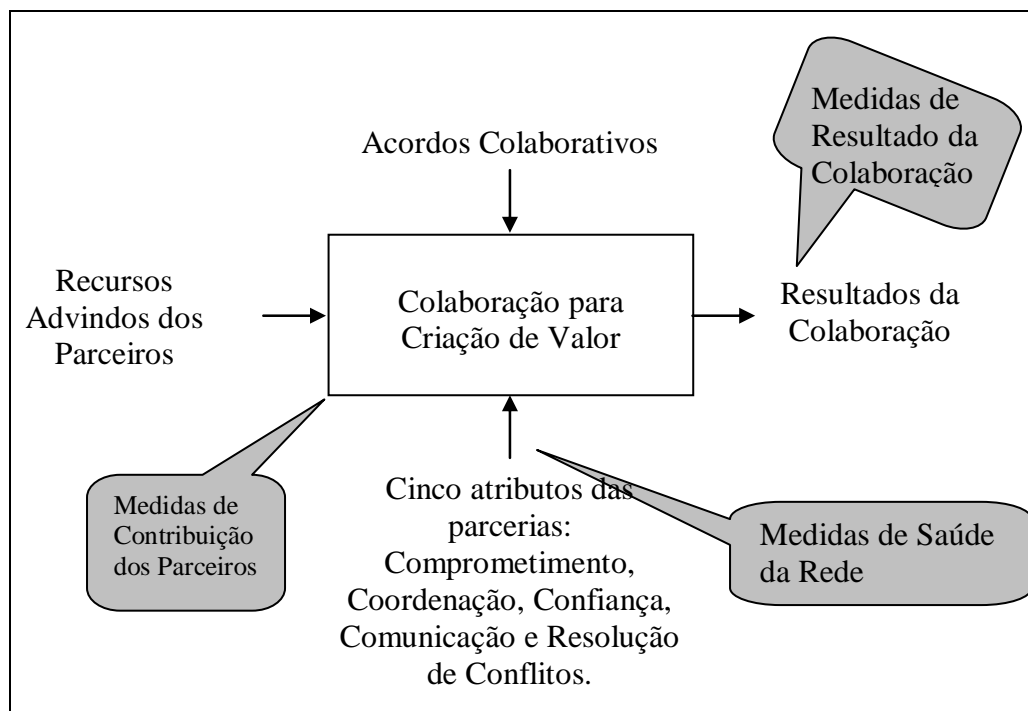 Medidas de
Resultado da
Colaboração
Acordos Colaborativos
Recursos
Advindos dos
Parceiros
Colaboração para
Criação de Valor
Resultados da
Colaboração
Medidas de
Contribuição
dos Parceiros
Cinco atributos das
parcerias:
Comprometimento,
Coordenação, Confiança,
Comunicação e Resolução
de Conflitos.
Medidas de Saúde
da Rede